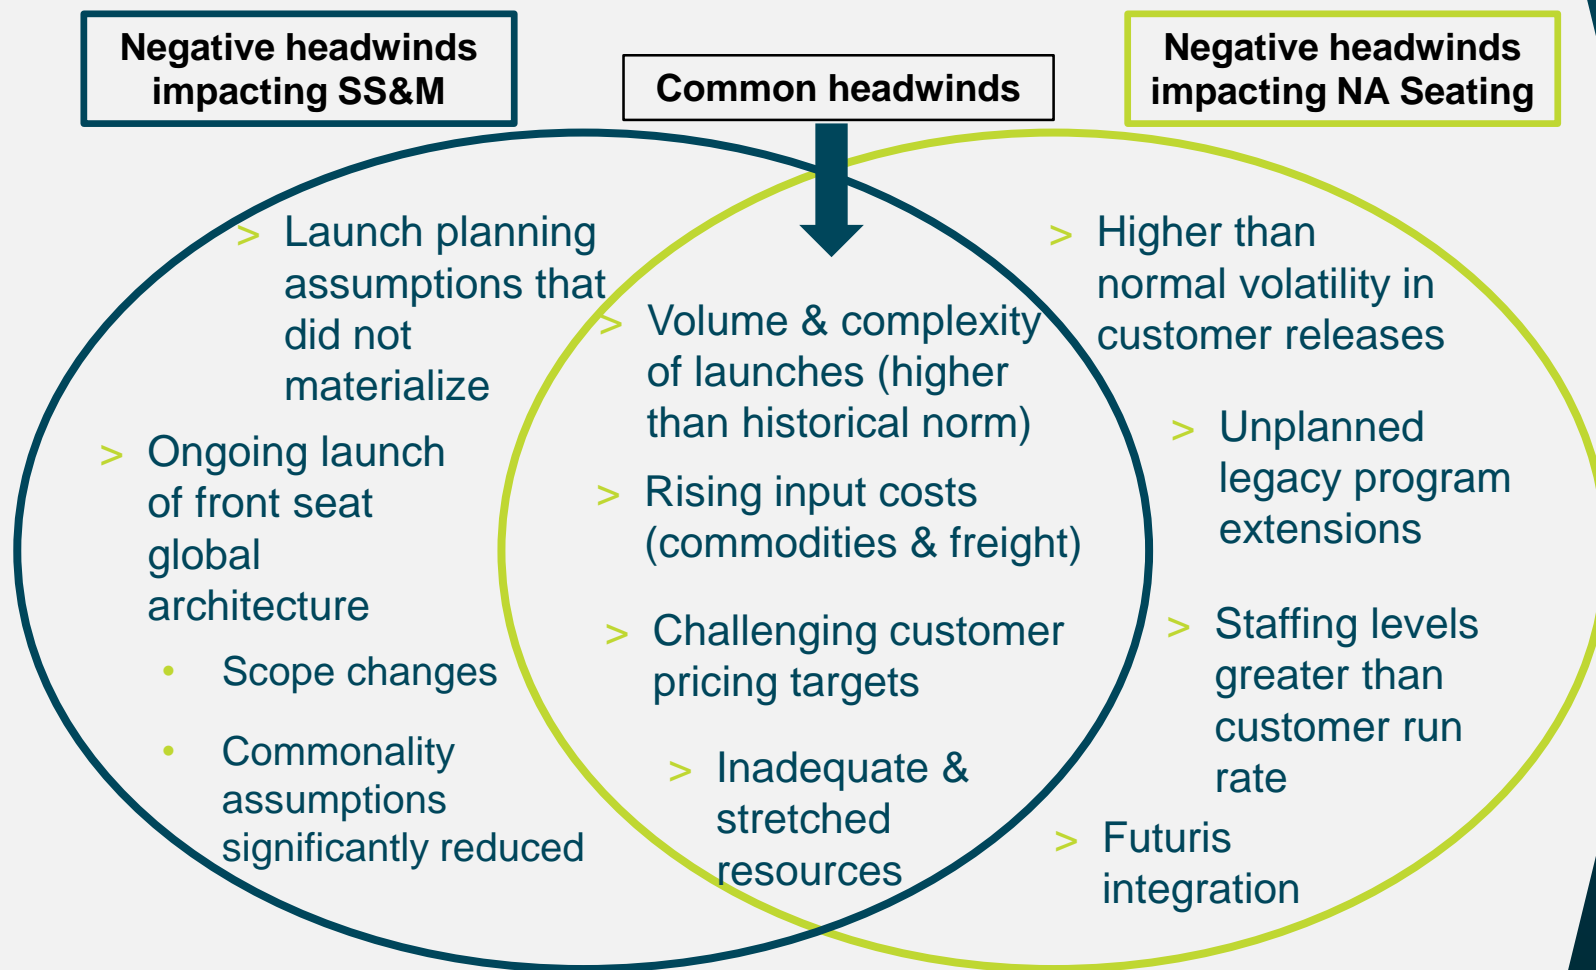 Negative headwinds
impacting SS&M
Common headwinds
Negative headwinds
impacting NA Seating
> Launch planning
assumptions that
did not
materialize
> Ongoing launch
of front seat
global
architecture
• Scope changes
• Commonality
assumptions
significantly reduced
> Volume & complexity
of launches (higher
than historical norm)
> Rising input costs
(commodities & freight)
> Challenging customer
pricing targets
> Inadequate &
stretched
resources
> Higher than
normal volatility in
customer releases
> Unplanned
legacy program
extensions
> Staffing levels
greater than
customer run
rate
> Futuris
integration